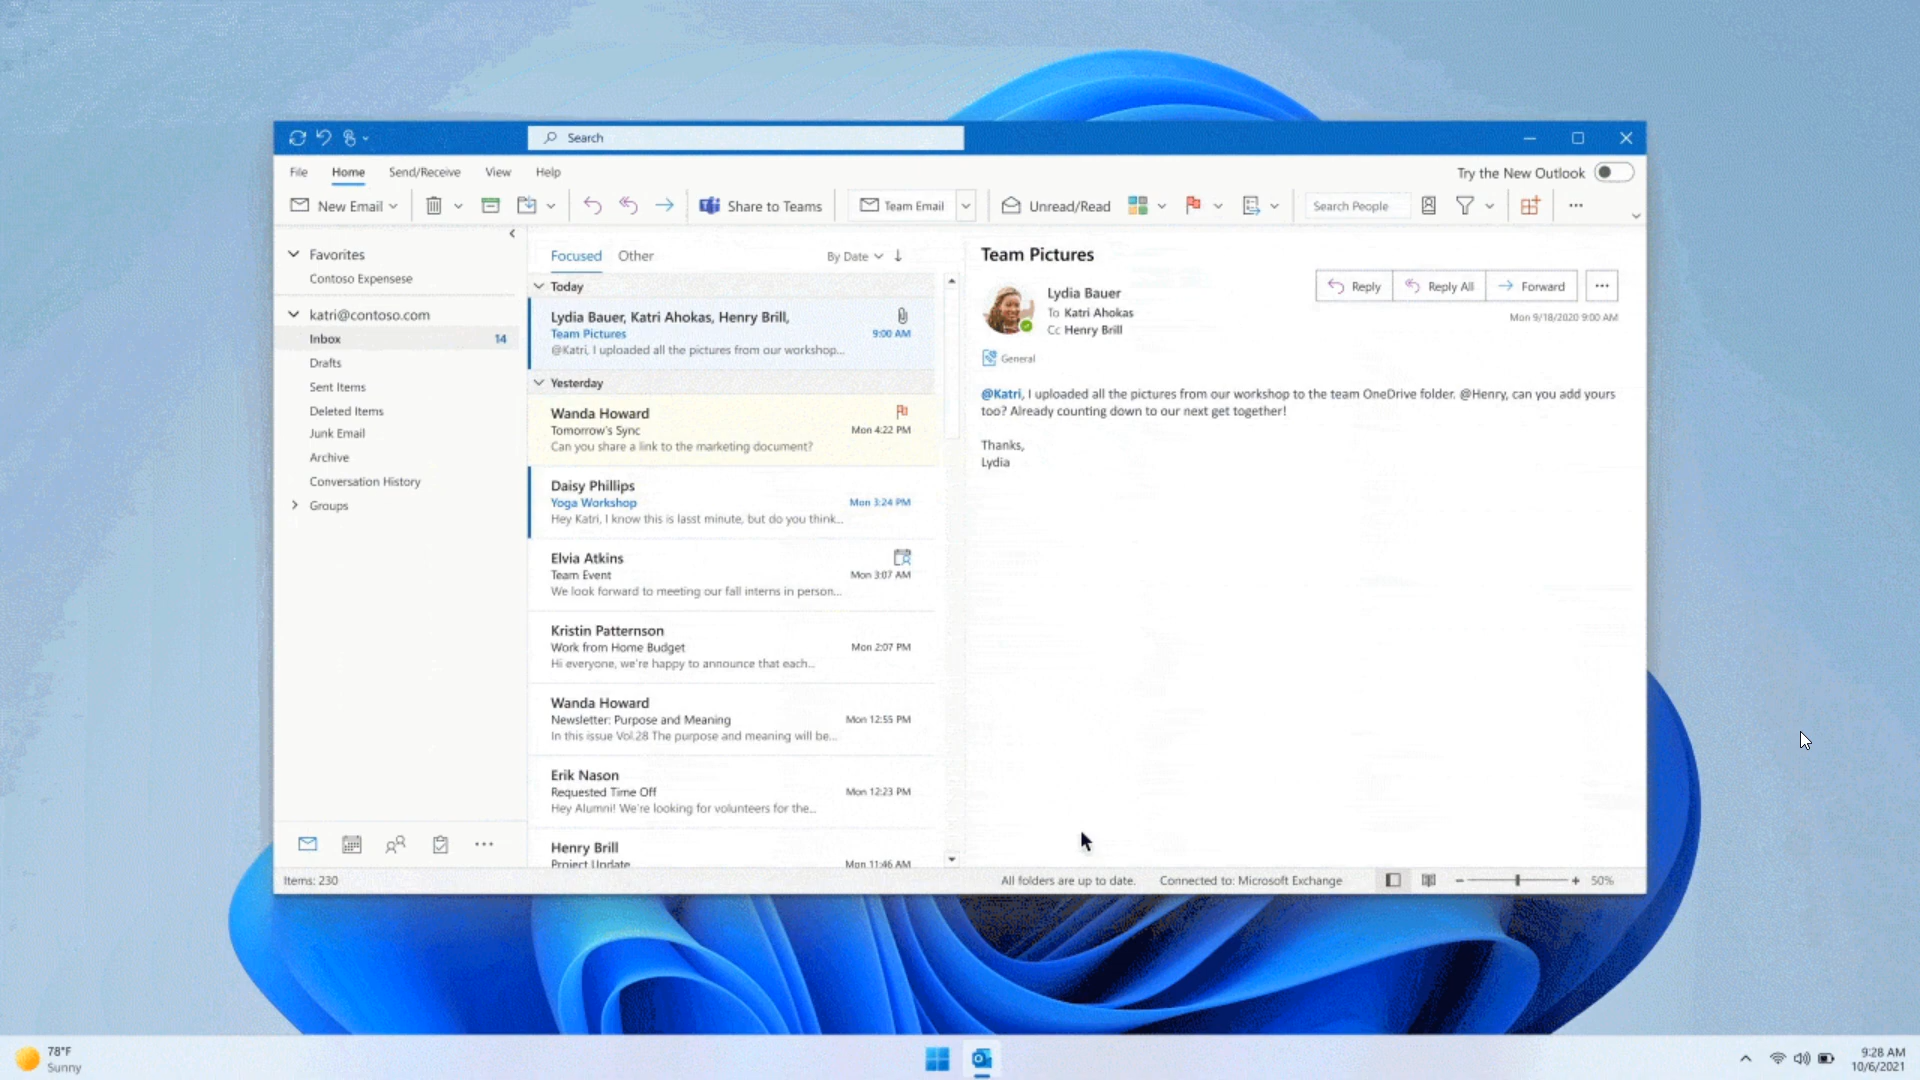 Search
File Home Send/Receive View Help
Try the New Outlook
New Email
Share to Teams
Team Email
Unread/Read
Search People
Favorites
Contoso Expensese
katri@contoso.com
Inbox 14
Drafts
Sent Items
Deleted Items
Junk Email
Archive
Conversation History
Groups
Items: 230
Focused Other By Date
Today
Lydia Bauer, Katri Ahokas, Henry Brill,
Team Pictures 9:00 AM
@Katri, I uploaded all the pictures from our workshop...
Yesterday
Wanda Howard
Tomorrow's Sync Mon 4:22 PM
Can you share a link to the marketing document?
Daisy Phillips
Yoga Workshop Mon 3:24 PM
Hey Katri, I know this is lasst minute, but do you think...
Elvia Atkins
Team Event Mon 3:07 AM
We look forward to meeting our fall interns in person...
Kristin Patternson
Work from Home Budget Mon 2:07 PM
Hi everyone, we're happy to announce that each...
Wanda Howard
Newsletter: Purpose and Meaning Mon 12:55 PM
In this issue Vol.28 The purpose and meaning will be...
Erik Nason
Requested Time Off Mon 12:23 PM
Hey Alumni! We're looking for volunteers for the...
Henry Brill
Project Update Mon 11:46 AM
Team Pictures
Lydia Bauer
To Katri Ahokas
Cc Henry Brill
Reply Reply All Forward
Mon 9/18/2020 9:00 AM
General
@Katri, I uploaded all the pictures from our workshop to the team OneDrive folder. @Henry, can you add yours
too? Already counting down to our next get together!
Thanks,
Lydia
All folders are up to date. Connected to: Microsoft Exchange 50%
78°F
Sunny
9:28 AM
10/6/2021